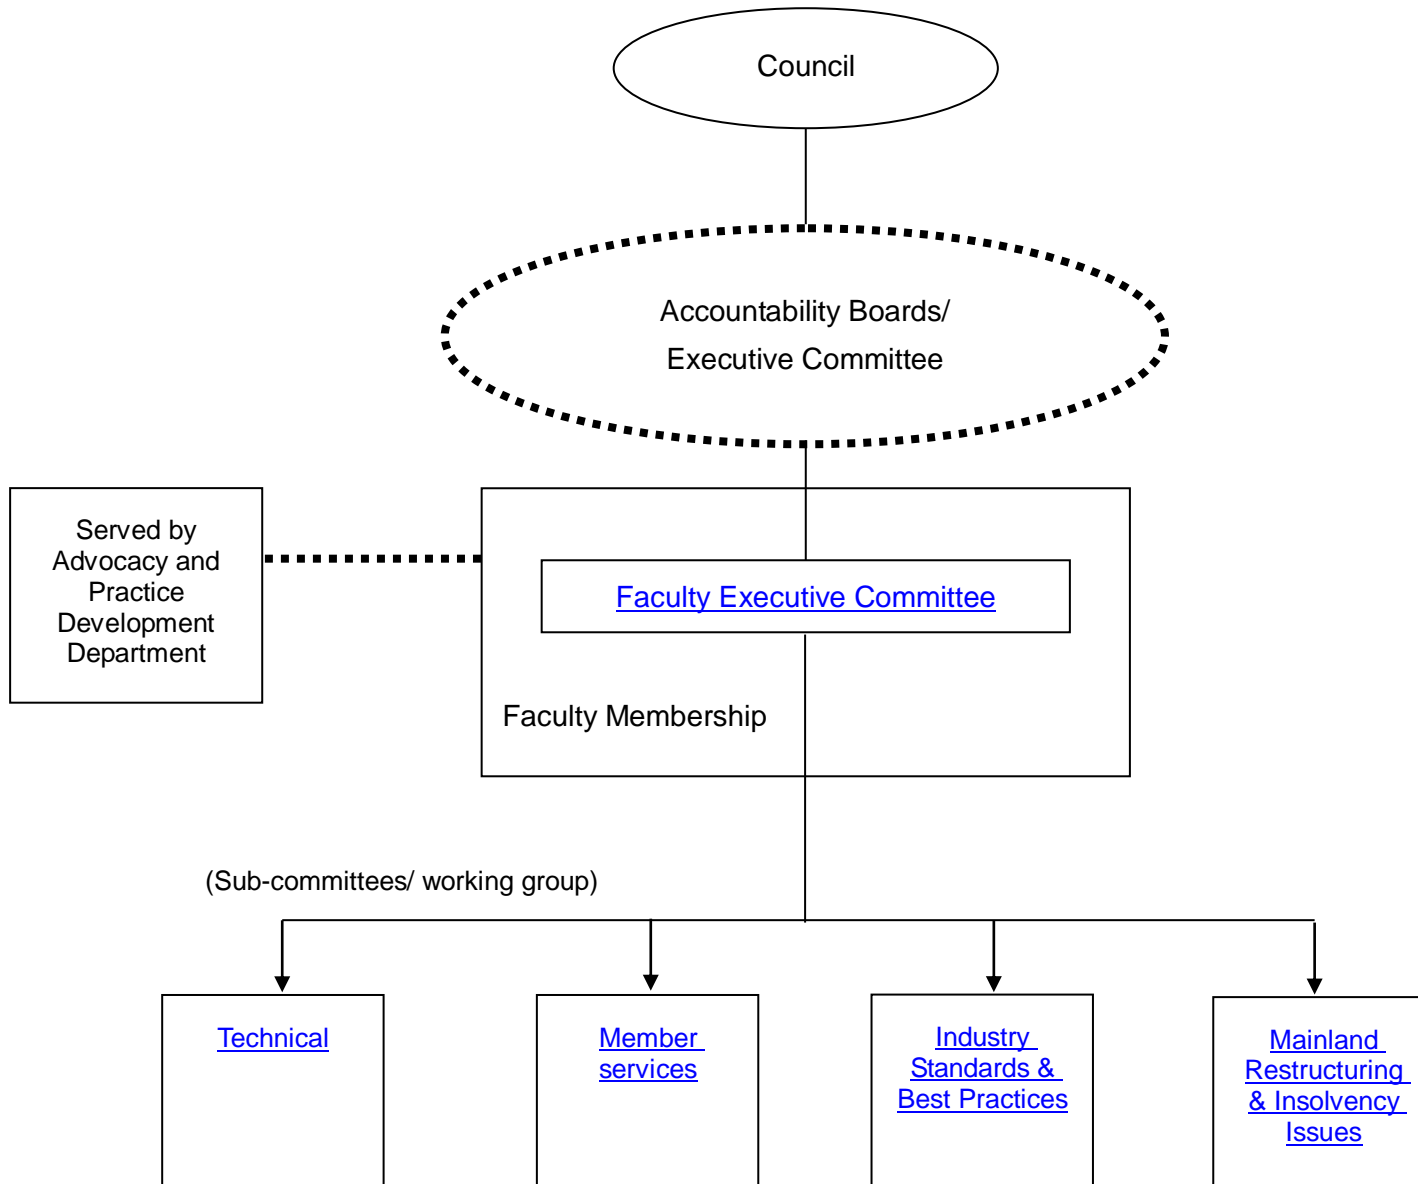 Council
Accountability Boards/
Executive Committee
Served by
Advocacy and
Practice
Development
Department
Faculty Executive Committee
Faculty Membership
(Sub-committees/ working group)
Technical
Member
services
Industry
Standards &
Best Practices
Mainland
Restructuring
& Insolvency
Issues